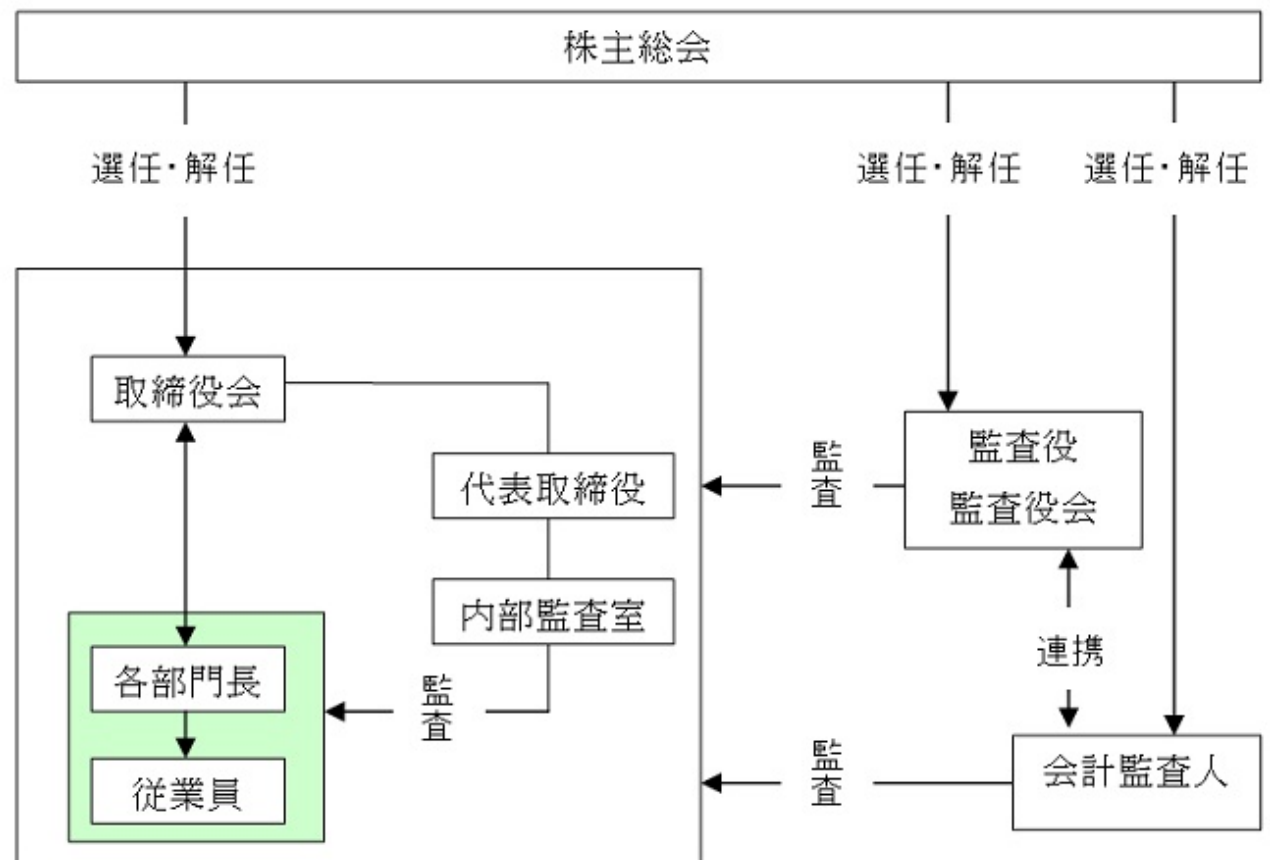 株主総会
選任・解任
選任・解任
選任・解任
取締役会
代表取締役
監査
監査役
監査役会
内部監査室
連携
各部門長
監査
従業員
監査
会計監査人